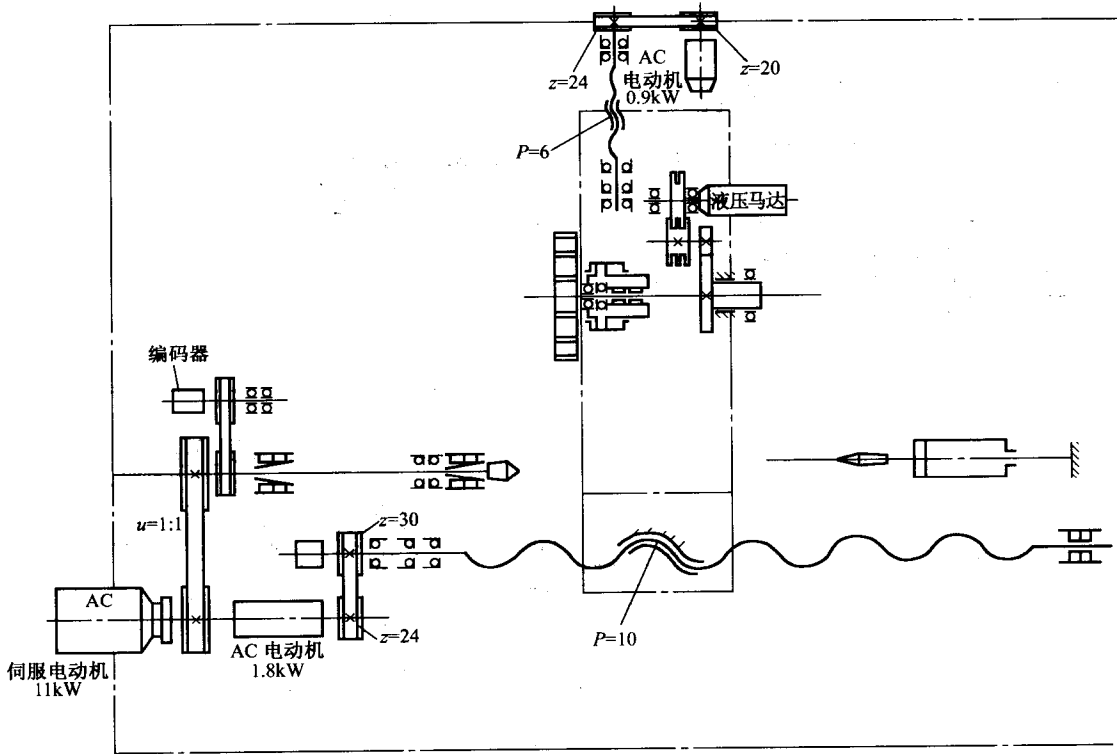 z=24
AC
电动机
0.9kW
z=20
P=6
液压马达
编码器
u=1:1
z=30
AC
z=24
P=10
伺服电动机
11kW
AC 电动机
1.8kW